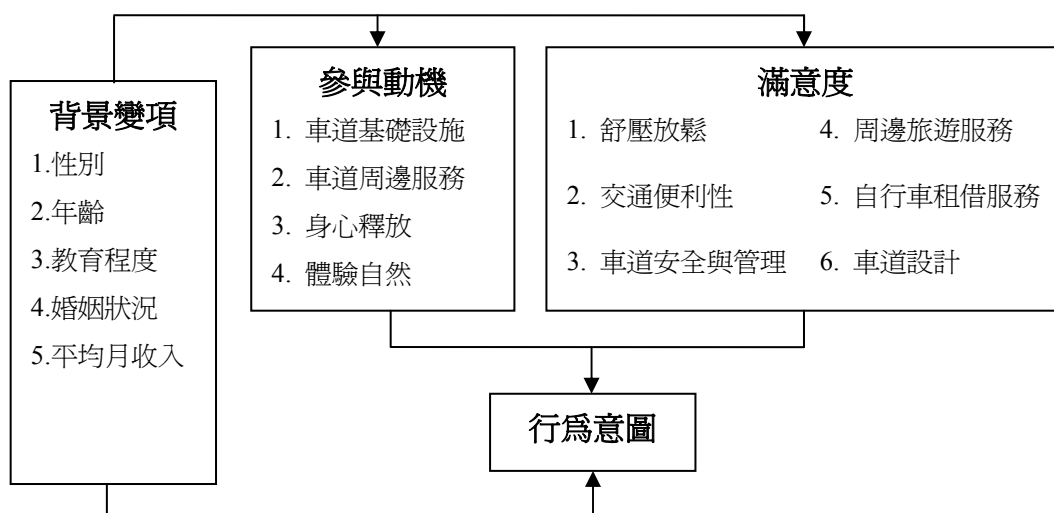 背景變項
1.性別
2.年齡
3.教育程度
4.婚姻狀況
5.平均月收入
參與動機
1. 車道基礎設施
2. 車道周邊服務
3. 身心釋放
4. 體驗自然
滿意度
1. 舒壓放鬆
2. 交通便利性
3. 車道安全與管理
4. 周邊旅遊服務
5. 自行車租借服務
6. 車道設計
行為意圖